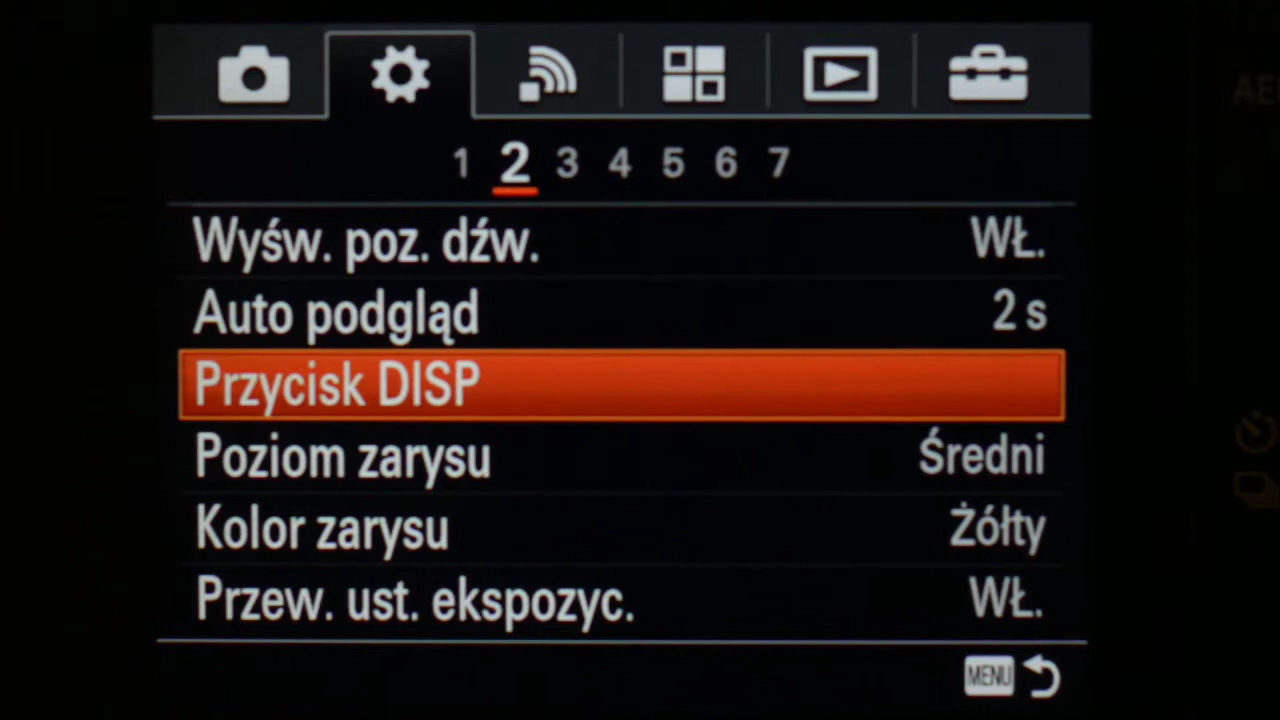 1 2 3 4 5 6 7
Wyśw. poz. dźw. WŁ.
Auto podgląd 2 s
Przycisk DISP
Poziom zarysu Średni
Kolor zarysu Żółty
Przew. ust. ekspozyc. WŁ.
MENU